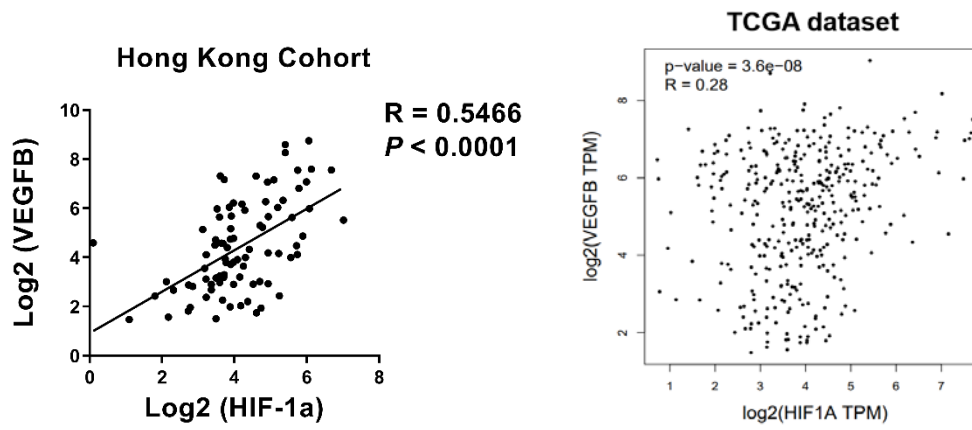 Hong Kong Cohort
R = 0.5466
P < 0.0001
Log2 (VEGFB)
10
8
6
4
2
0
0 2 4 6 8
Log2 (HIF-1a)
TCGA dataset
p−value = 3.6e−08
R = 0.28
log2(VEGFB TPM)
8
6
4
2
1 2 3 4 5 6 7
log2(HIF1A TPM)